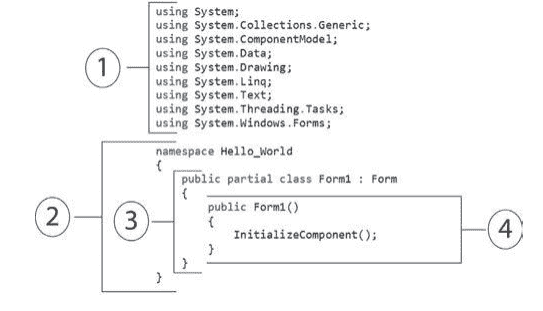 using System;
using System.Collections.Generic;
using System.ComponentModel;
using System.Data;
using System.Drawing;
using System.Linq;
using System.Text;
using System.Threading.Tasks;
using System.Windows.Forms;
1
namespace Hello_World
{
public partial class Form1 : Form
{
public Form1()
{
InitializeComponent();
}
}
}
2
3
4